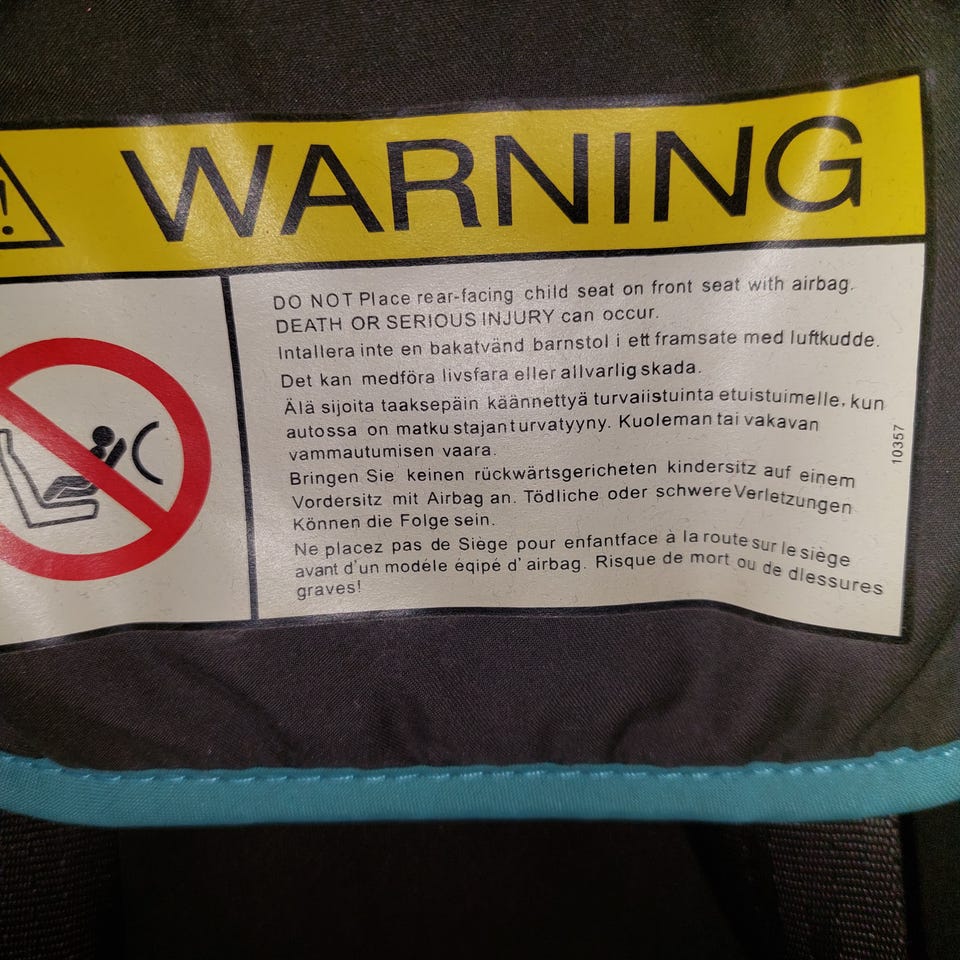 WARNING
DO NOT Place rear-facing child seat on front seat with airbag.
DEATH OR SERIOUS INJURY can occur.
Intallera inte en bakatvänd barnstol i ett framsate med luftkudde.
Det kan medföra livsfara eller allvarlig skada.
Älä sijoita taaksepäin käännettyä turvaiistuinta etuistuimelle, kun
autossa on matku stajan turvatyyny. Kuoleman tai vakavan
vammautumisen vaara.
Bringen Sie keinen rückwärtsgericheten kindersitz auf einem
Vordersitz mit Airbag an. Tödliche oder schwere Verletzungen
Können die Folge sein.
Ne placez pas de Siège pour enfantface à la route sur le siège
avant d'un modéle éqipé d' airbag. Risque de mort ou de dlessures
graves!
10357